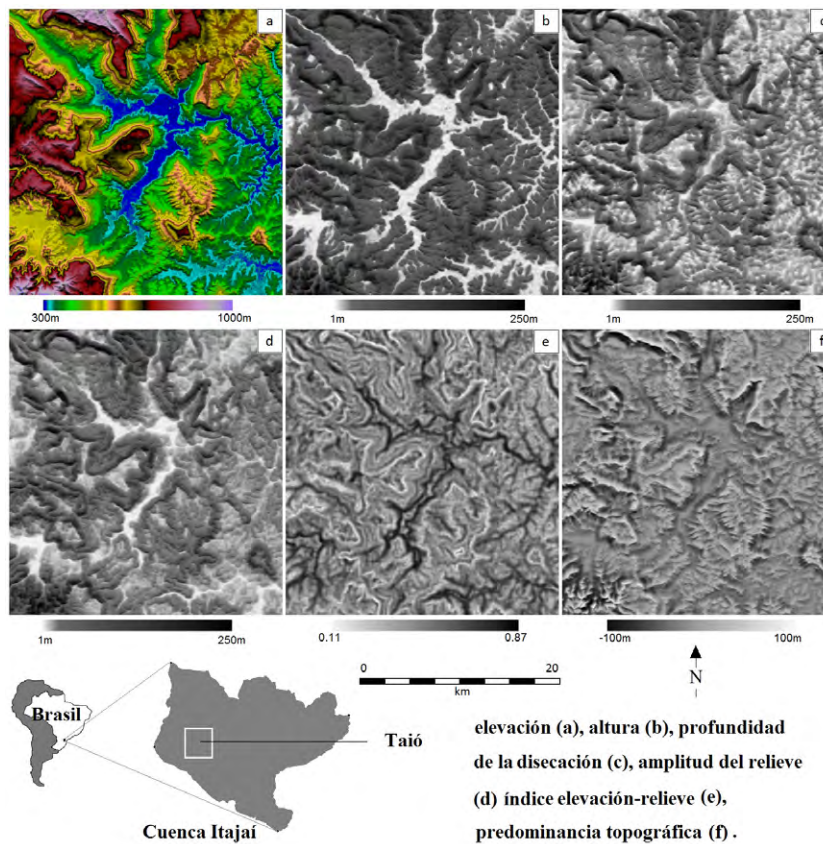 a
b
c
300m 1000m
1m 250m
1m 250m
d
e
f
1m 250m
0.11 0.87
-100m 100m
0 20
km
N
Brasil
Taió
Cuenca Itajaí
elevación (a), altura (b), profundidad
de la disecación (c), amplitud del relieve
(d) índice elevación-relieve (e),
predominancia topográfica (f) .